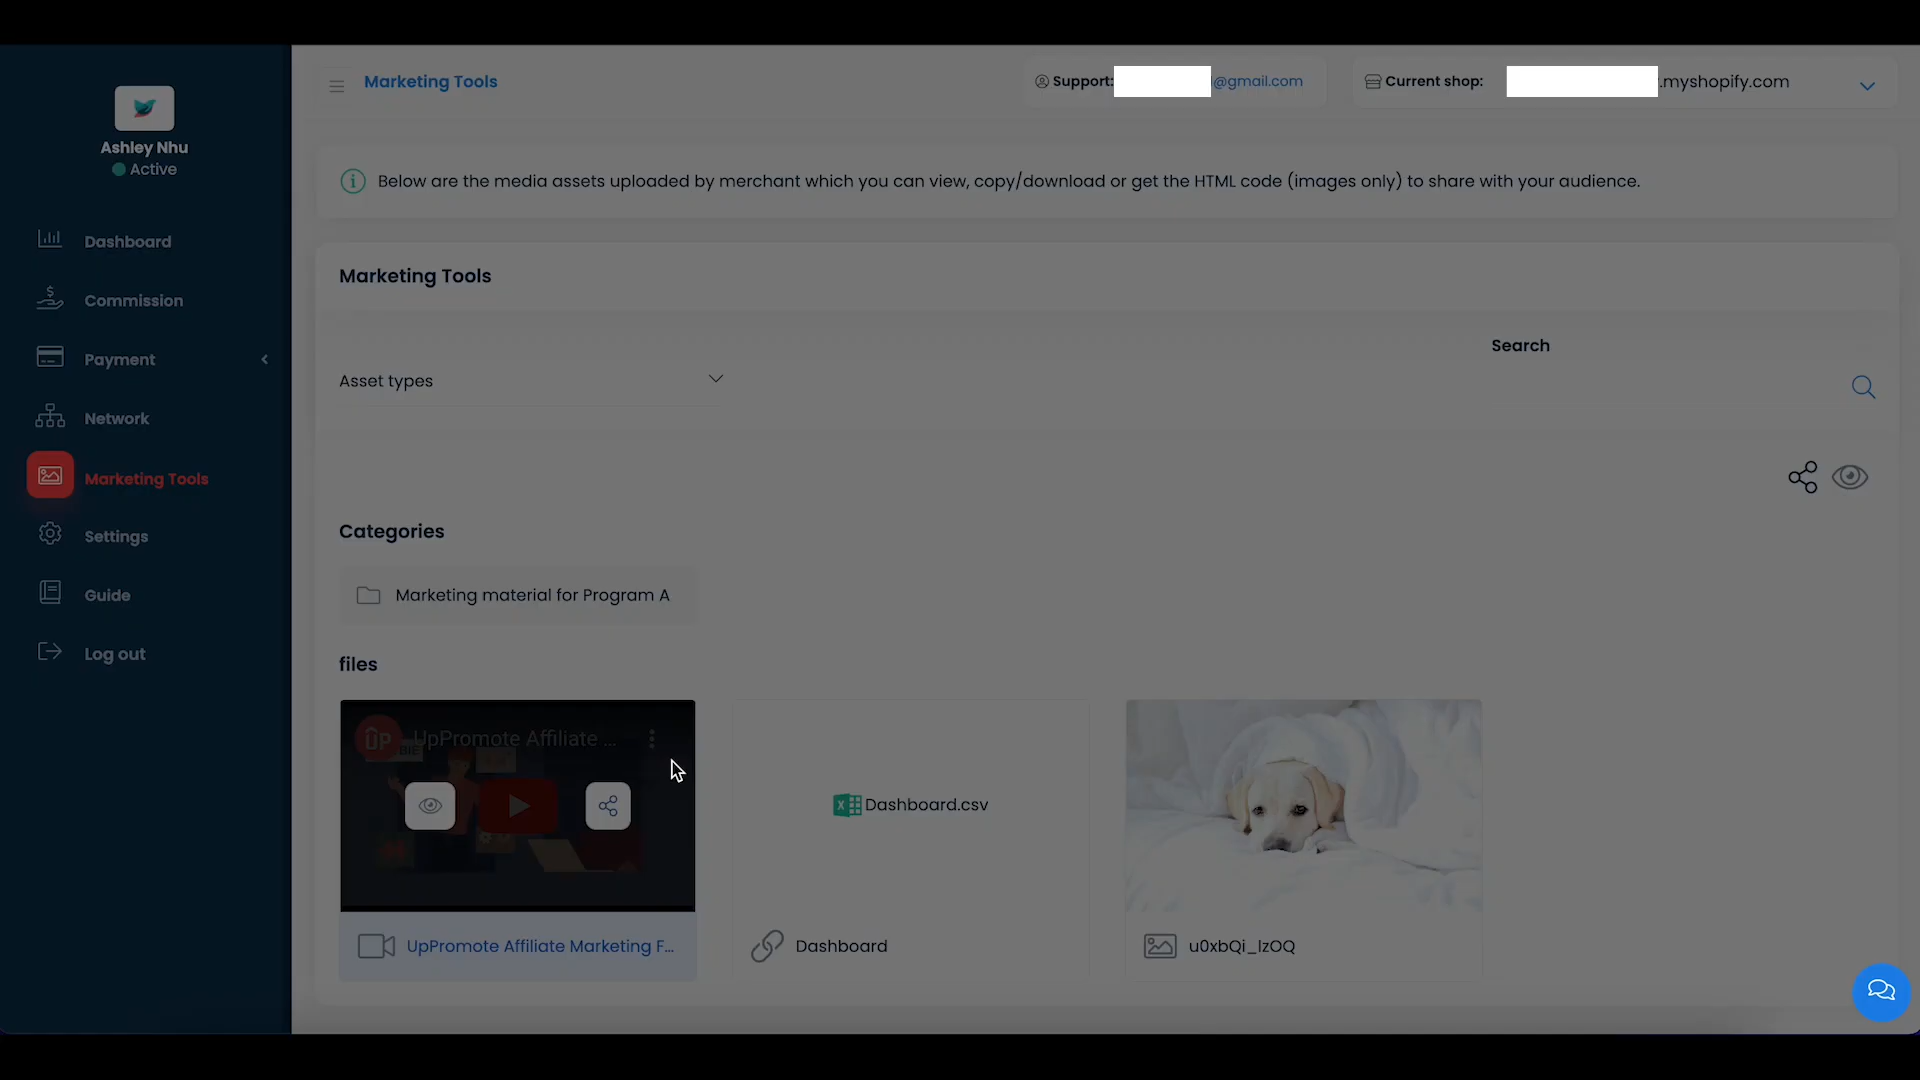 Marketing Tools
Support: @gmail.com
Current shop: .myshopify.com
Ashley Nhu
Active
Below are the media assets uploaded by merchant which you can view, copy/download or get the HTML code (images only) to share with your audience.
Dashboard
Commission
Payment
Network
Marketing Tools
Settings
Guide
Log out
Marketing Tools
Search
Asset types
Categories
Marketing material for Program A
files
UP
UpPromote Affiliate ...
Dashboard.csv
UpPromote Affiliate Marketing F...
Dashboard
u0xbQi_IzOQ